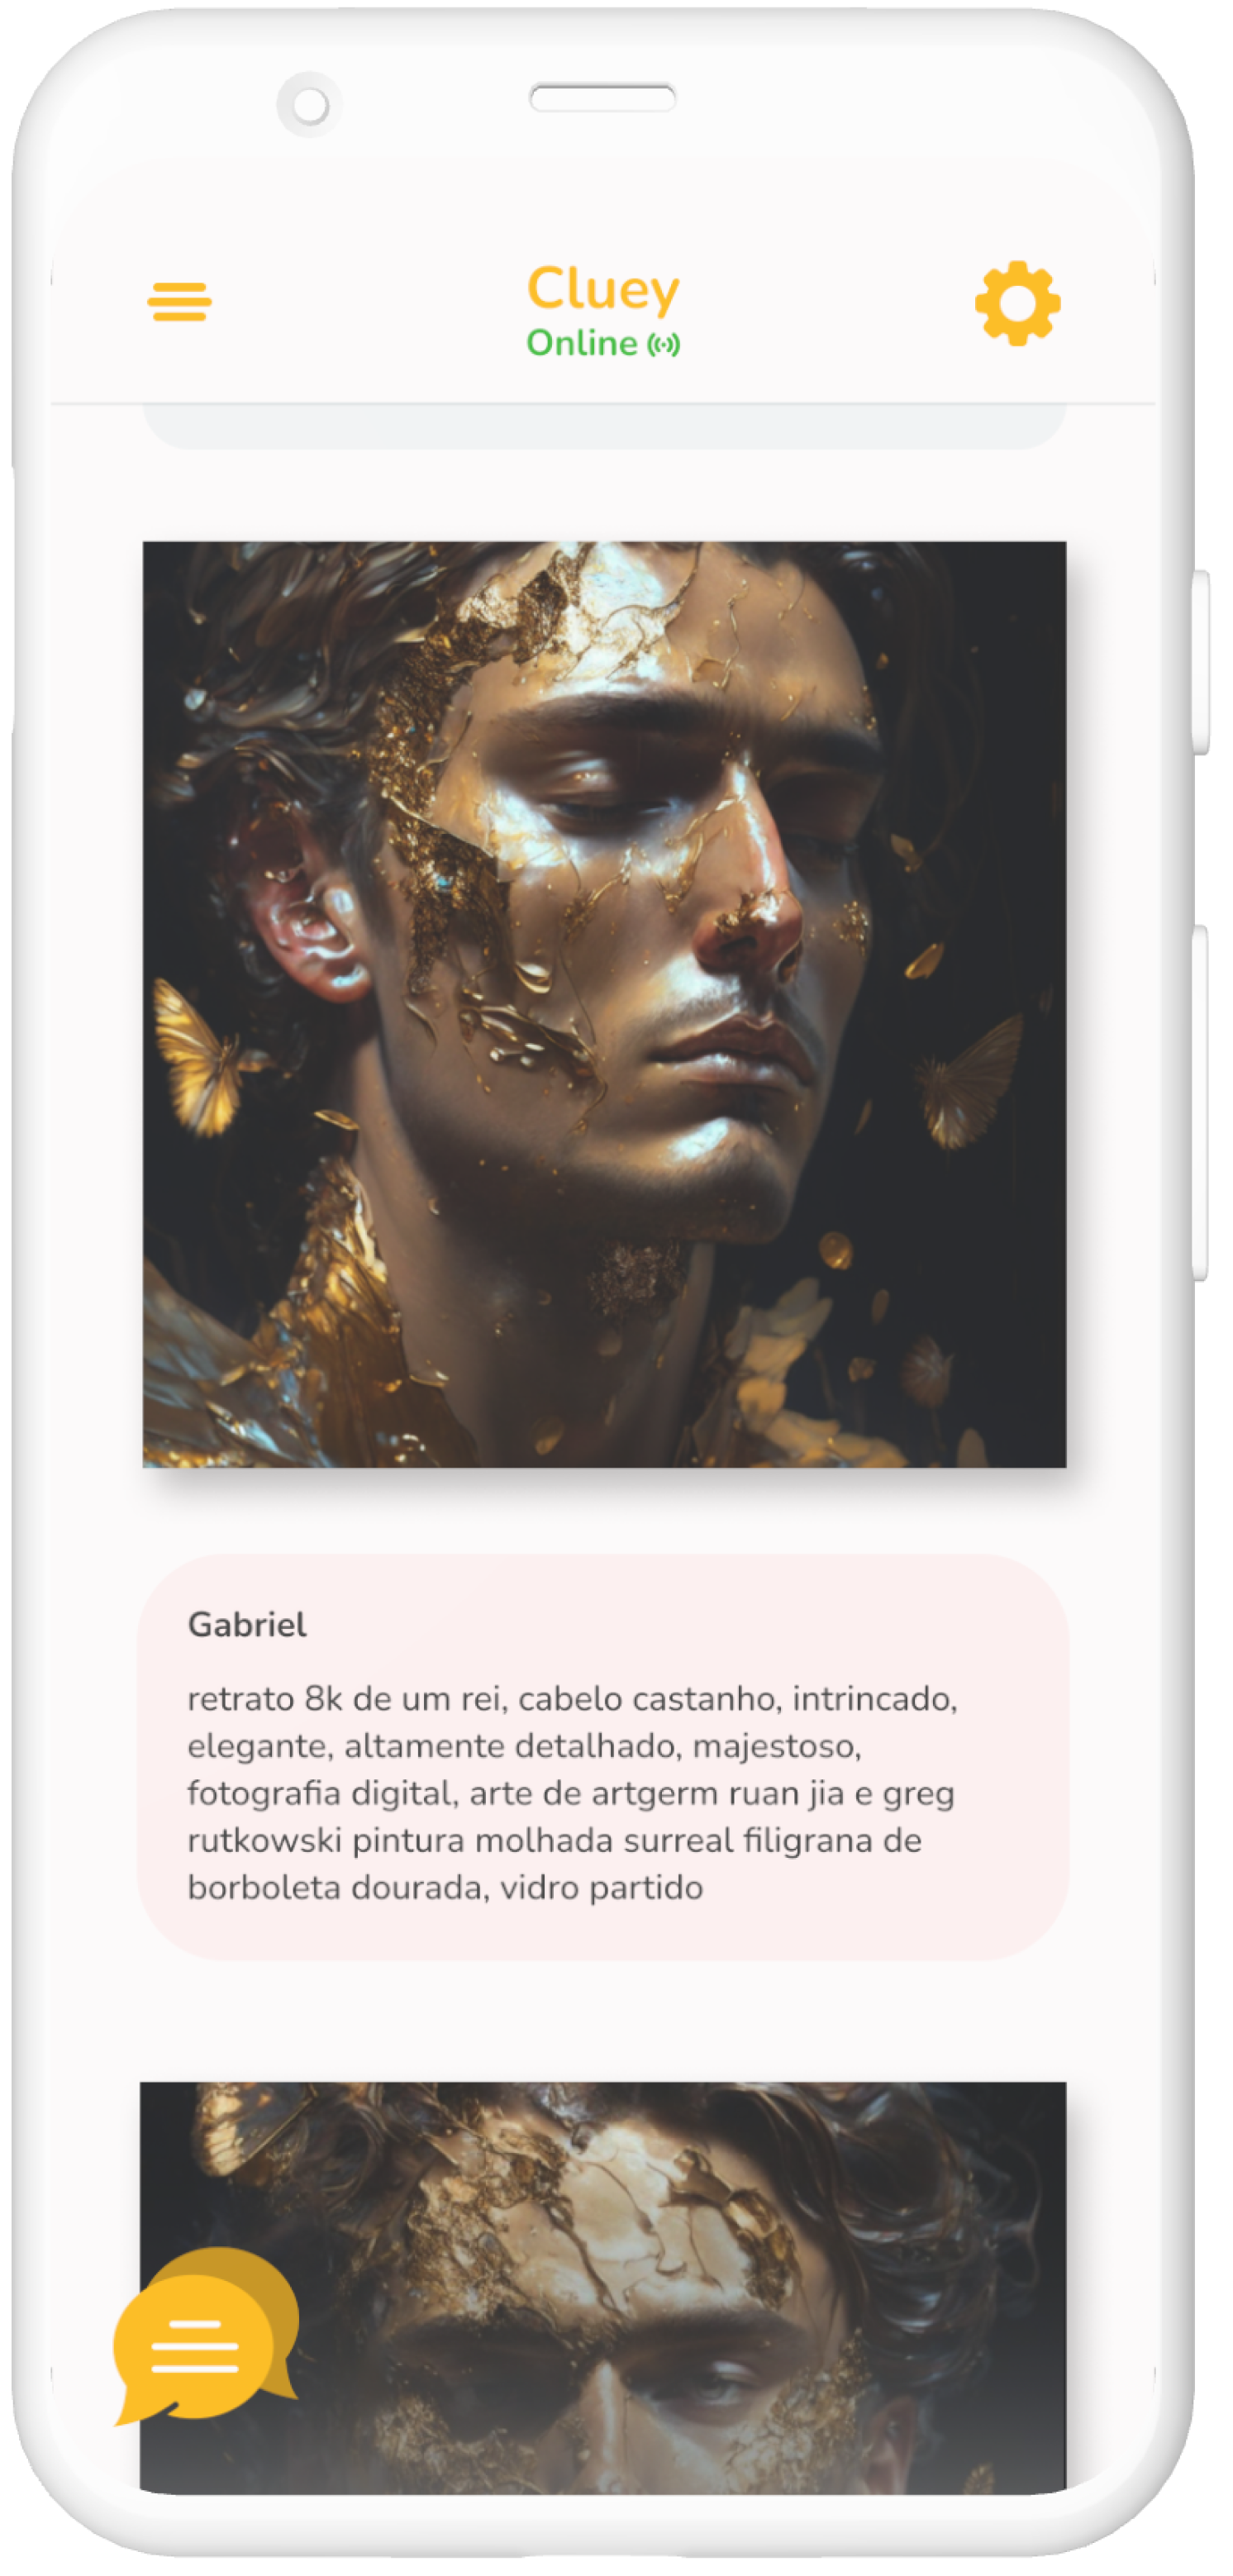 Cluey
Online
Gabriel
retrato 8k de um rei, cabelo castanho, intrincado,
elegante, altamente detalhado, majestoso,
fotografia digital, arte de artgerm ruan jia e greg
rutkowski pintura molhada surreal filigrana de
borboleta dourada, vidro partido